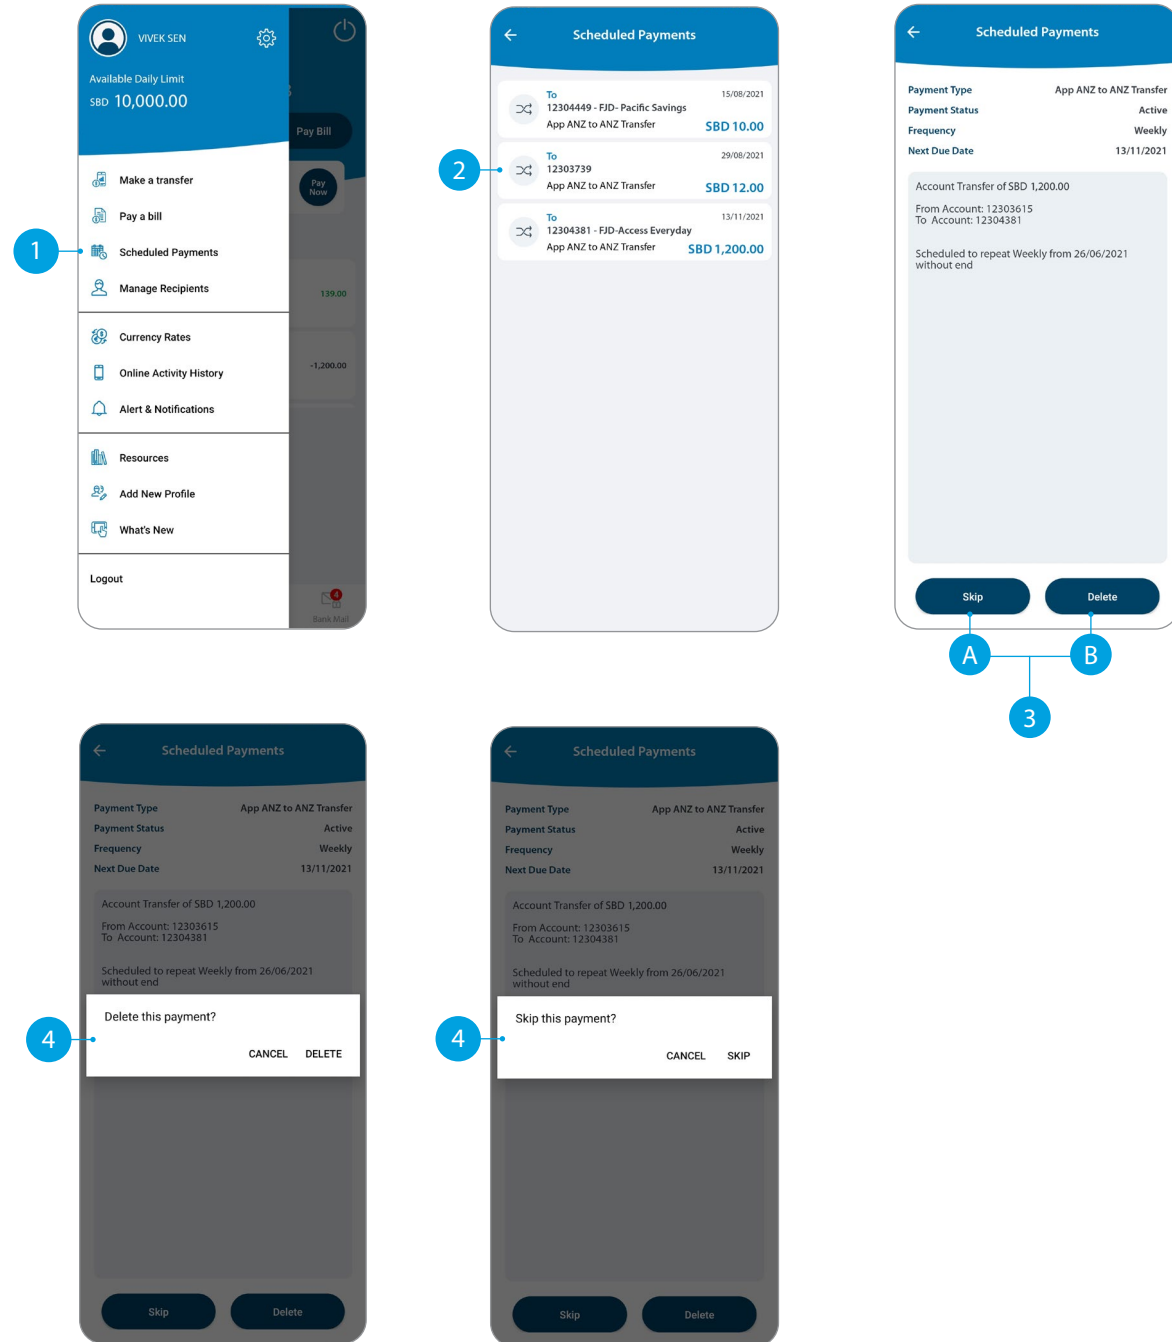 VIVEK SEN
Available Daily Limit
SBD 10,000.00
Pay Bill
Pay
Now
Make a transfer
Pay a bill
1
Scheduled Payments
Manage Recipients
139.00
Currency Rates
Online Activity History
-1,200.00
Alert & Notifications
Resources
Add New Profile
What's New
Logout
4
Bank Mail
Scheduled Payments
To
15/08/2021
12304449 - FJD- Pacific Savings
App ANZ to ANZ Transfer
SBD 10.00
2
To
29/08/2021
12303739
App ANZ to ANZ Transfer
SBD 12.00
To
13/11/2021
12304381 - FJD-Access Everyday
App ANZ to ANZ Transfer
SBD 1,200.00
Scheduled Payments
Payment Type App ANZ to ANZ Transfer
Payment Status Active
Frequency Weekly
Next Due Date 13/11/2021
Account Transfer of SBD 1,200.00
From Account: 12303615
To Account: 12304381
Scheduled to repeat Weekly from 26/06/2021
without end
Skip Delete
A B
3
Scheduled Payments
Payment Type App ANZ to ANZ Transfer
Payment Status Active
Frequency Weekly
Next Due Date 13/11/2021
Account Transfer of SBD 1,200.00
From Account: 12303615
To Account: 12304381
Scheduled to repeat Weekly from 26/06/2021
without end
Delete this payment?
4
CANCEL DELETE
Skip Delete
Scheduled Payments
Payment Type App ANZ to ANZ Transfer
Payment Status Active
Frequency Weekly
Next Due Date 13/11/2021
Account Transfer of SBD 1,200.00
From Account: 12303615
To Account: 12304381
Scheduled to repeat Weekly from 26/06/2021
without end
Skip this payment?
4
CANCEL SKIP
Skip Delete